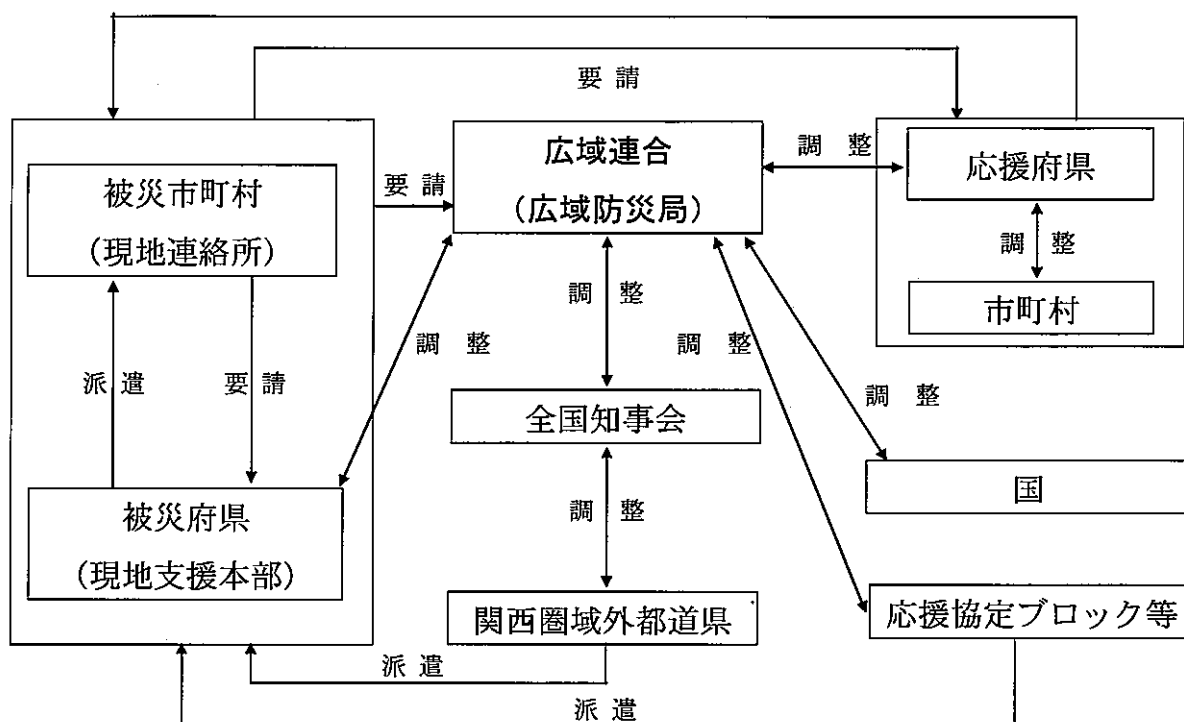 要請
広域連合
（広域防災局）
調整
応援府県
調整
市町村
被災市町村
（現地連絡所）
要請
派遣
要請
調整
調整
調整
調整
全国知事会
国
被災府県
（現地支援本部）
調整
関西圏域外都道県
応援協定ブロック等
派遣
派遣